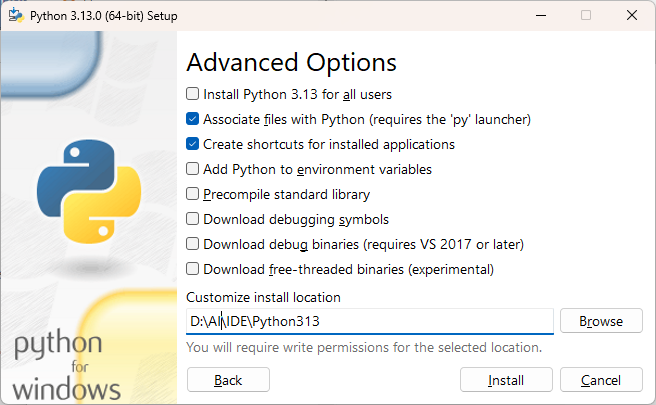 Python 3.13.0 (64-bit) Setup
Advanced Options
Install Python 3.13 for all users
Associate files with Python (requires the 'py' launcher)
Create shortcuts for installed applications
Add Python to environment variables
Precompile standard library
Download debugging symbols
Download debug binaries (requires VS 2017 or later)
Download free-threaded binaries (experimental)
Customize install location
D:\AI\IDE\Python313
Browse
You will require write permissions for the selected location.
python
for
windows
Back
Install
Cancel